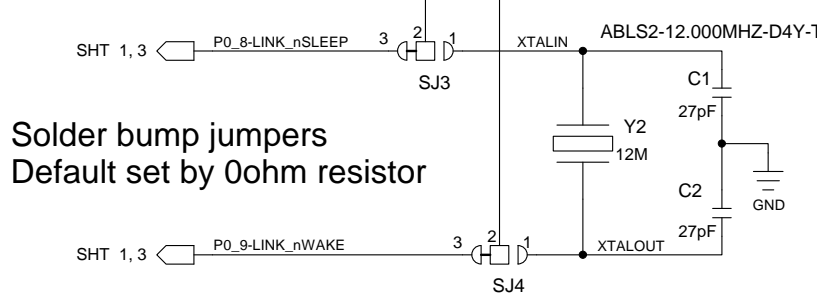 ABLS2-12.000MHZ-D4Y-T
SHT 1, 3 P0_8-LINK_nSLEEP 3 2 1 XTALIN
SJ3
C1
27pF
Y2
12M
Solder bump jumpers
Default set by 0ohm resistor
C2
27pF
GND
SHT 1, 3 P0_9-LINK_nWAKE 3 2 1 XTALOUT
SJ4